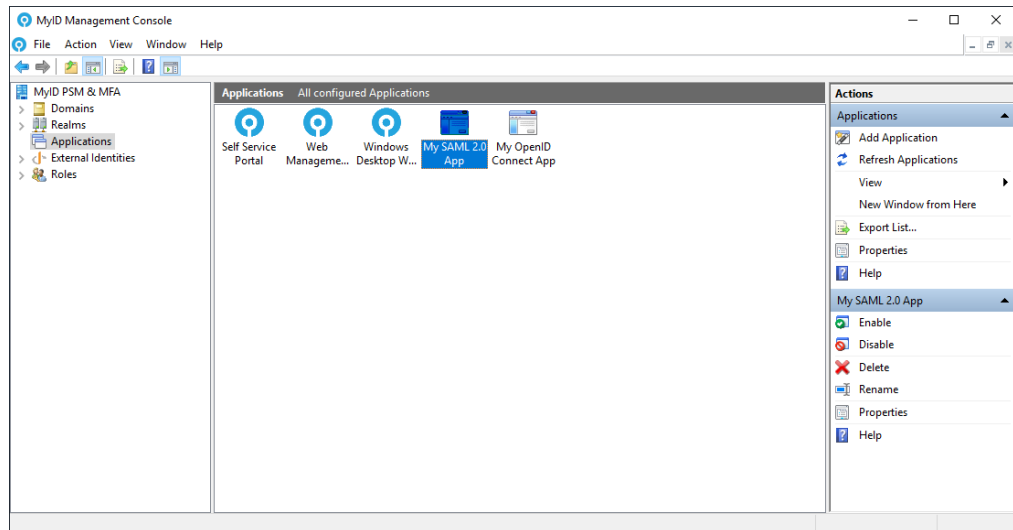 MyID Management Console
File Action View Window Help
MyID PSM & MFA
Domains
Realms
Applications
External Identities
Roles
Applications All configured Applications
Self Service Portal
Web Manageme...
Windows Desktop W...
My SAML 2.0 App
My OpenID Connect App
Actions
Applications
Add Application
Refresh Applications
View
New Window from Here
Export List...
Properties
Help
My SAML 2.0 App
Enable
Disable
Delete
Rename
Properties
Help